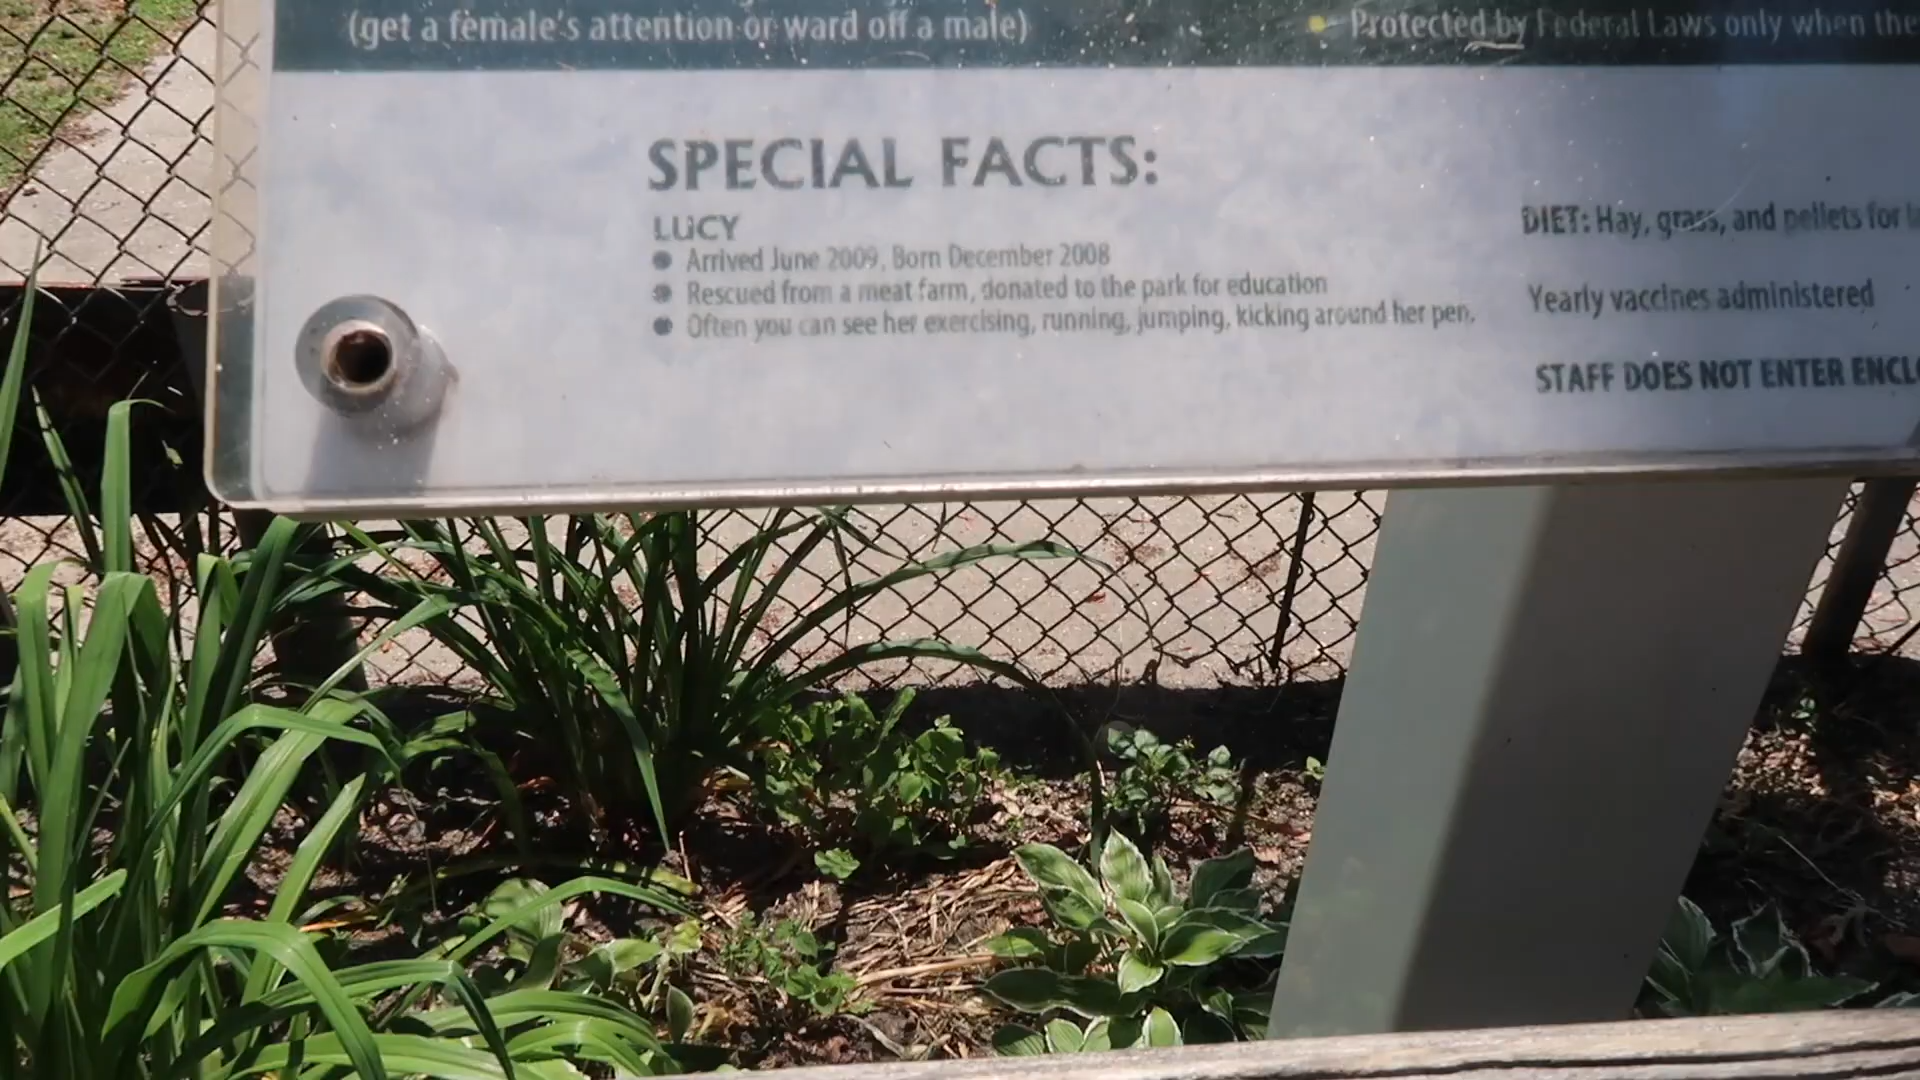 (get a female's attention or ward off a male)
Protected by Federal Laws only when the
SPECIAL FACTS:
LUCY
Arrived June 2009, Born December 2008
Rescued from a meat farm, donated to the park for education
Often you can see her exercising, running, jumping, kicking around her pen.
DIET: Hay, grass, and pellets for
Yearly vaccines administered
STAFF DOES NOT ENTER